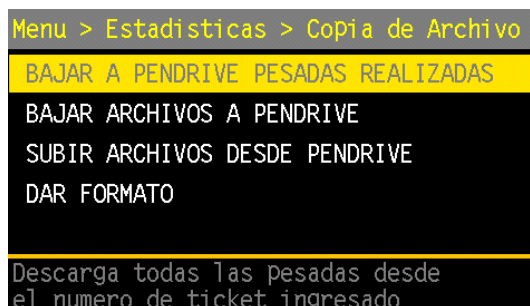 Menu > Estadisticas > Copia de Archivo
BAJAR A PENDRIVE PESADAS REALIZADAS
BAJAR ARCHIVOS A PENDRIVE
SUBIR ARCHIVOS DESDE PENDRIVE
DAR FORMATO
Descarga todas las pesadas desde
el numero de ticket ingresado